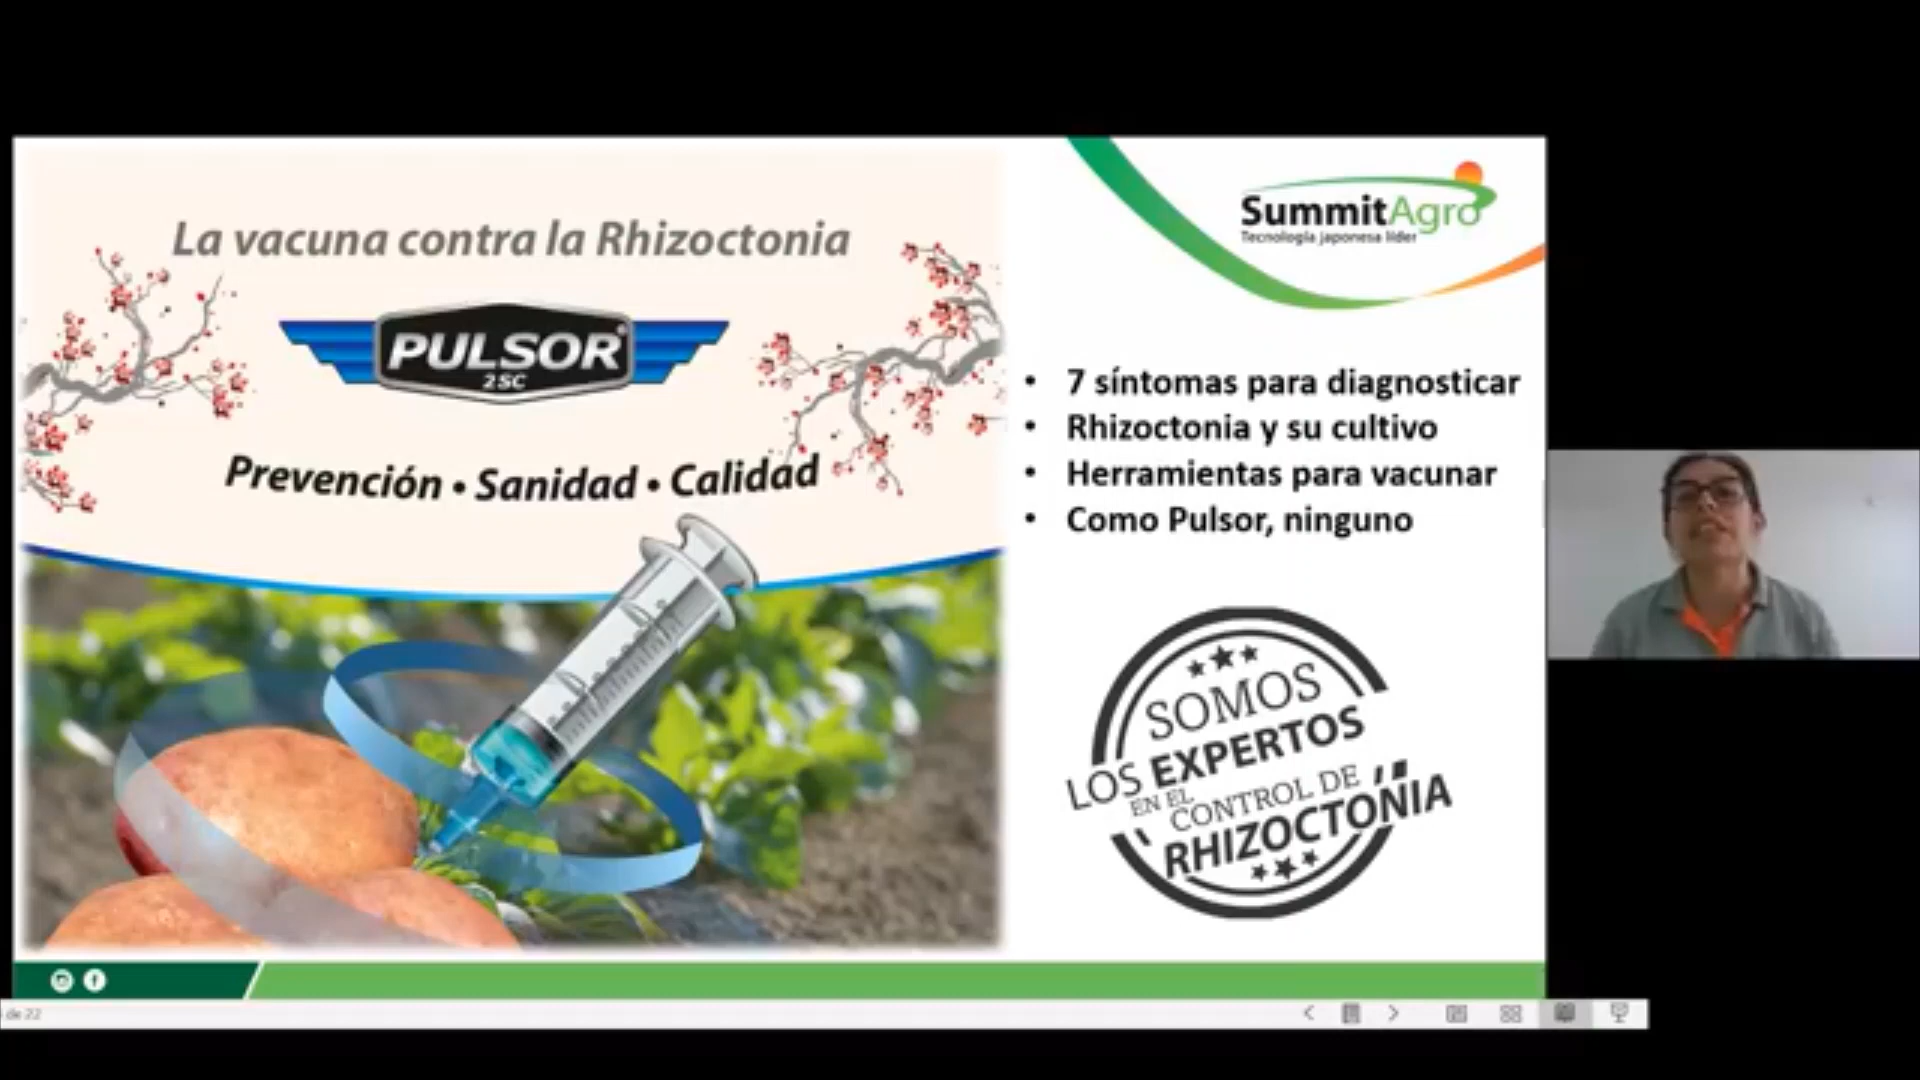 La vacuna contra la Rhizoctonia
PULSOR®
2SC
Prevención • Sanidad • Calidad
SummitAgro
Tecnología japonesa líder
• 7 síntomas para diagnosticar
• Rhizoctonia y su cultivo
• Herramientas para vacunar
• Como Pulsor, ninguno
SOMOS
LOS EXPERTOS
EN EL
CONTROL DE
RHIZOCTONIA
de 22